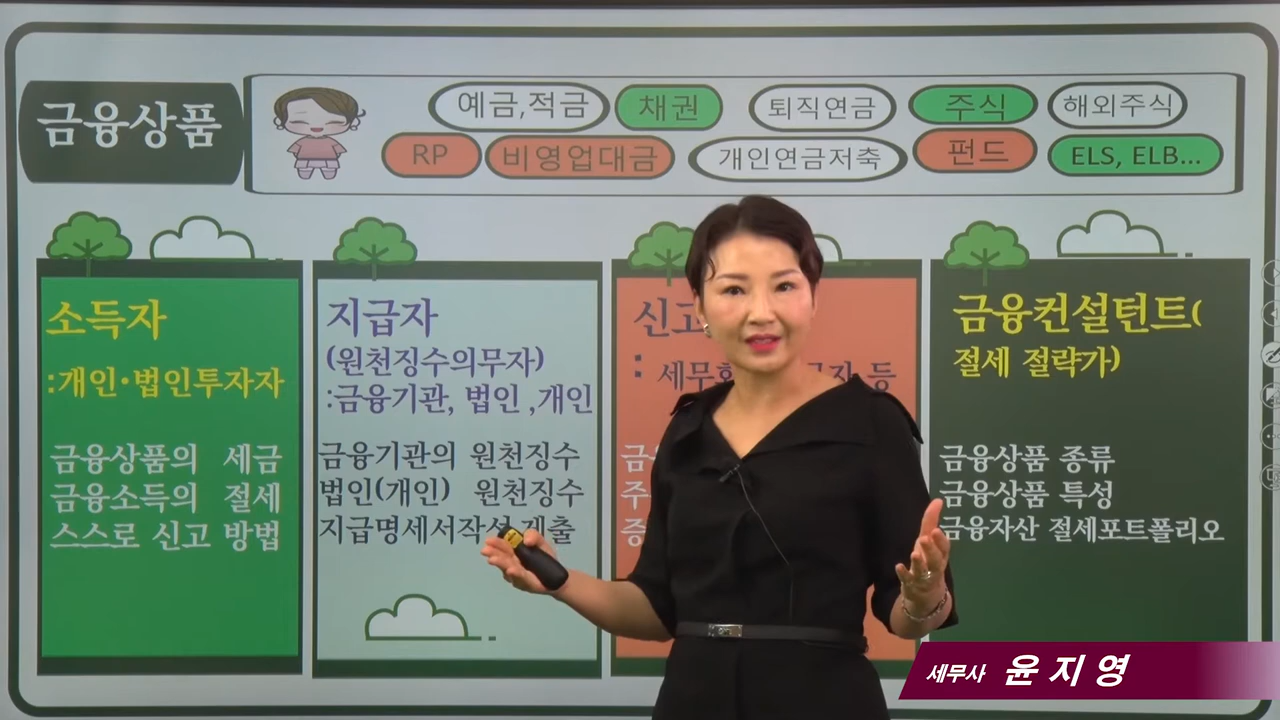 금융상품
예금,적금 채권 퇴직연금 주식 해외주식
RP 비영업대금 개인연금저축 펀드 ELS, ELB...
소득자
:개인·법인투자자
금융상품의 세금
금융소득의 절세
스스로 신고 방법
지급자
(원천징수의무자)
:금융기관, 법인 ,개인
금융기관의 원천징수
법인(개인) 원천징수
지급명세서작성 제출
신고
: 등
금융컨설턴트(
절세 절략가)
금융상품 종류
금융상품 특성
금융자산 절세포트폴리오
세무사 윤지영